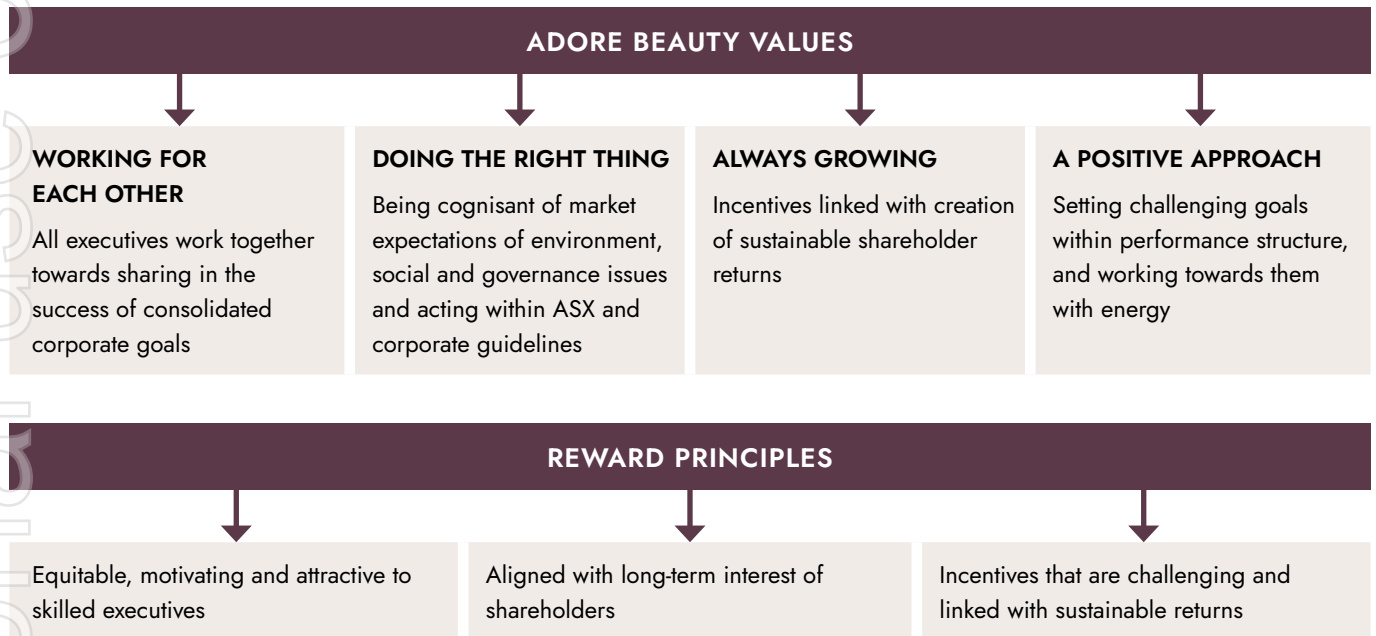 ADORE BEAUTY VALUES
WORKING FOR
EACH OTHER
All executives work together
towards sharing in the
success of consolidated
corporate goals
DOING THE RIGHT THING
Being cognisant of market
expectations of environment,
social and governance issues
and acting within ASX and
corporate guidelines
ALWAYS GROWING
Incentives linked with creation
of sustainable shareholder
returns
A POSITIVE APPROACH
Setting challenging goals
within performance structure,
and working towards them
with energy
REWARD PRINCIPLES
Equitable, motivating and attractive to
skilled executives
Aligned with long-term interest of
shareholders
Incentives that are challenging and
linked with sustainable returns